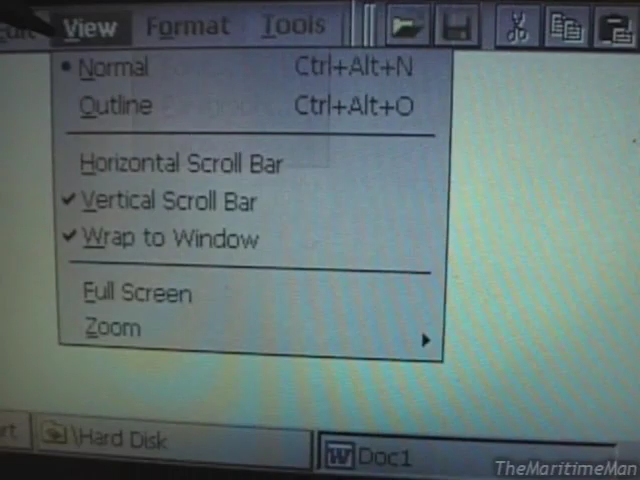 View Format Tools
Normal Ctrl+Alt+N
Outline Ctrl+Alt+O
Horizontal Scroll Bar
Vertical Scroll Bar
Wrap to Window
Full Screen
Zoom
\Hard Disk Doc1
TheMaritimeMan